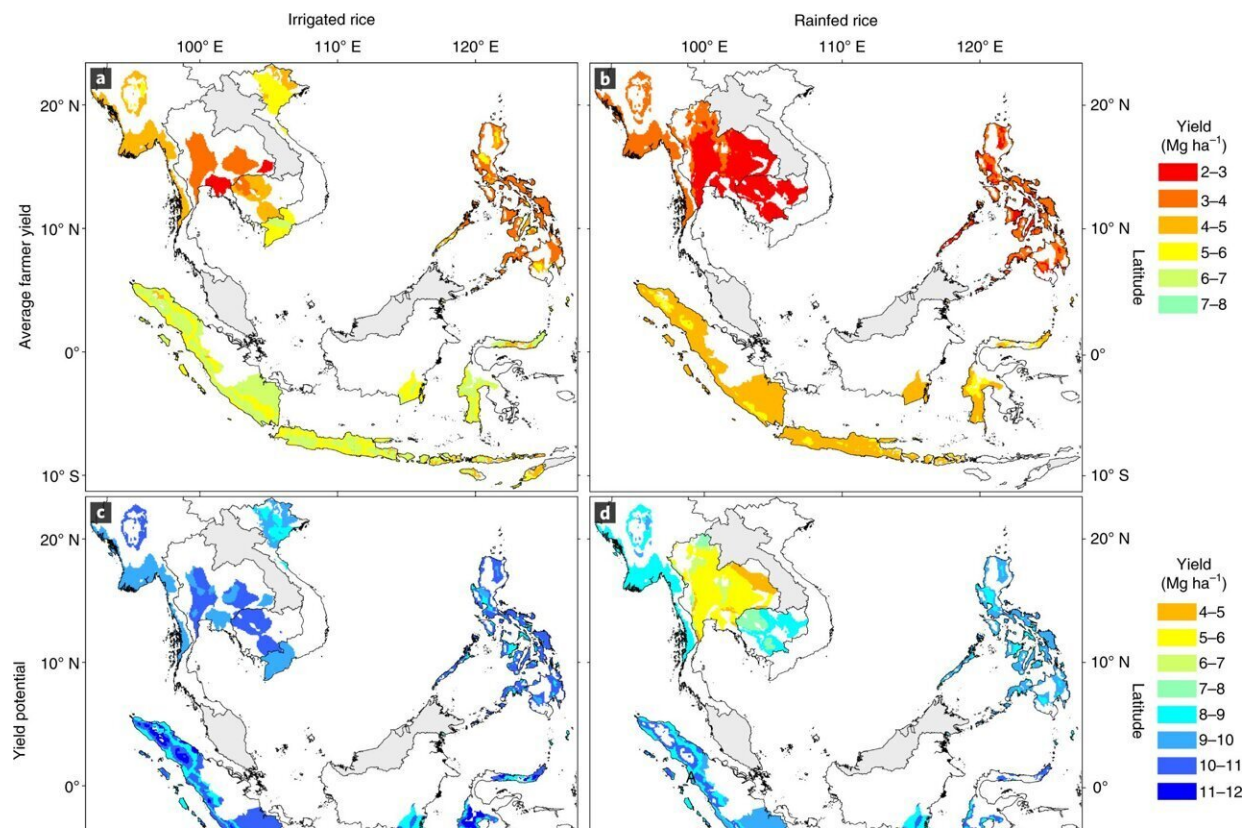 Irrigated rice
Rainfed rice
100° E
110° E
120° E
100° E
110° E
120° E
a
b
20° N
10° N
0°
10° S
Average farmer yield
20° N
10° N
0°
10° S
Latitude
Yield
(Mg ha⁻¹)
2–3
3–4
4–5
5–6
6–7
7–8
c
d
20° N
10° N
0°
Yield potential
20° N
10° N
0°
Latitude
Yield
(Mg ha⁻¹)
4–5
5–6
6–7
7–8
8–9
9–10
10–11
11–12